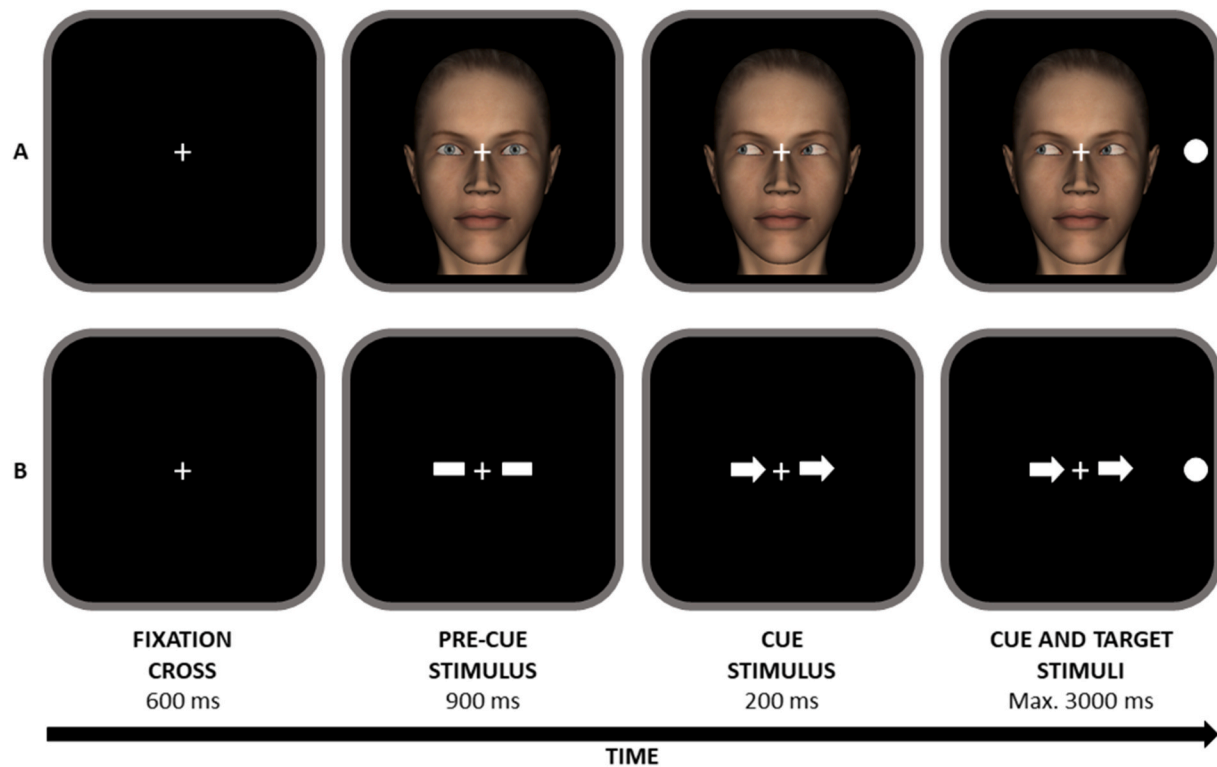 A
B
FIXATION
CROSS
600 ms
PRE-CUE
STIMULUS
900 ms
CUE
STIMULUS
200 ms
CUE AND TARGET
STIMULI
Max. 3000 ms
TIME